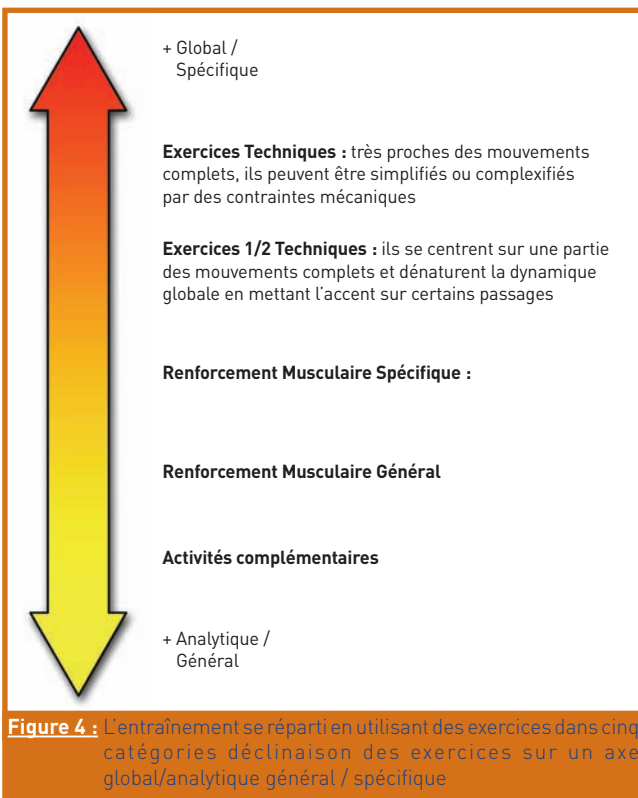 + Global /
Spécifique
Exercices Techniques : très proches des mouvements
complets, ils peuvent être simplifiés ou complexifiés
par des contraintes mécaniques
Exercices 1/2 Techniques : ils se centrent sur une partie
des mouvements complets et dénaturent la dynamique
globale en mettant l'accent sur certains passages
Renforcement Musculaire Spécifique :
Renforcement Musculaire Général
Activités complémentaires
+ Analytique /
Général
Figure 4 : L'entraînement se réparti en utilisant des exercices dans cinq
catégories déclinaison des exercices sur un axe
global/analytique général / spécifique